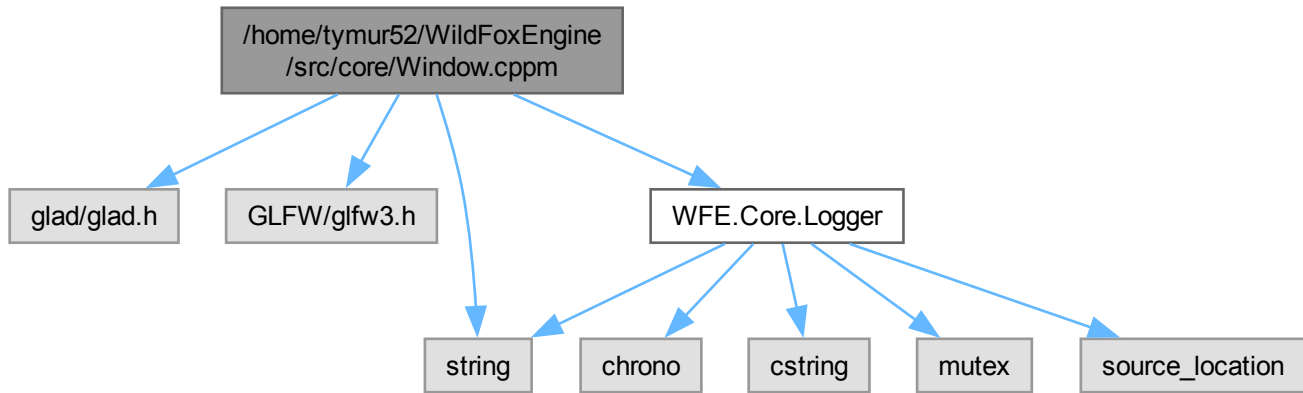 /home/tymur52/WildFoxEngine
/src/core/Window.cppm
glad/glad.h
GLFW/glfw3.h
WFE.Core.Logger
string
chrono
cstring
mutex
source_location